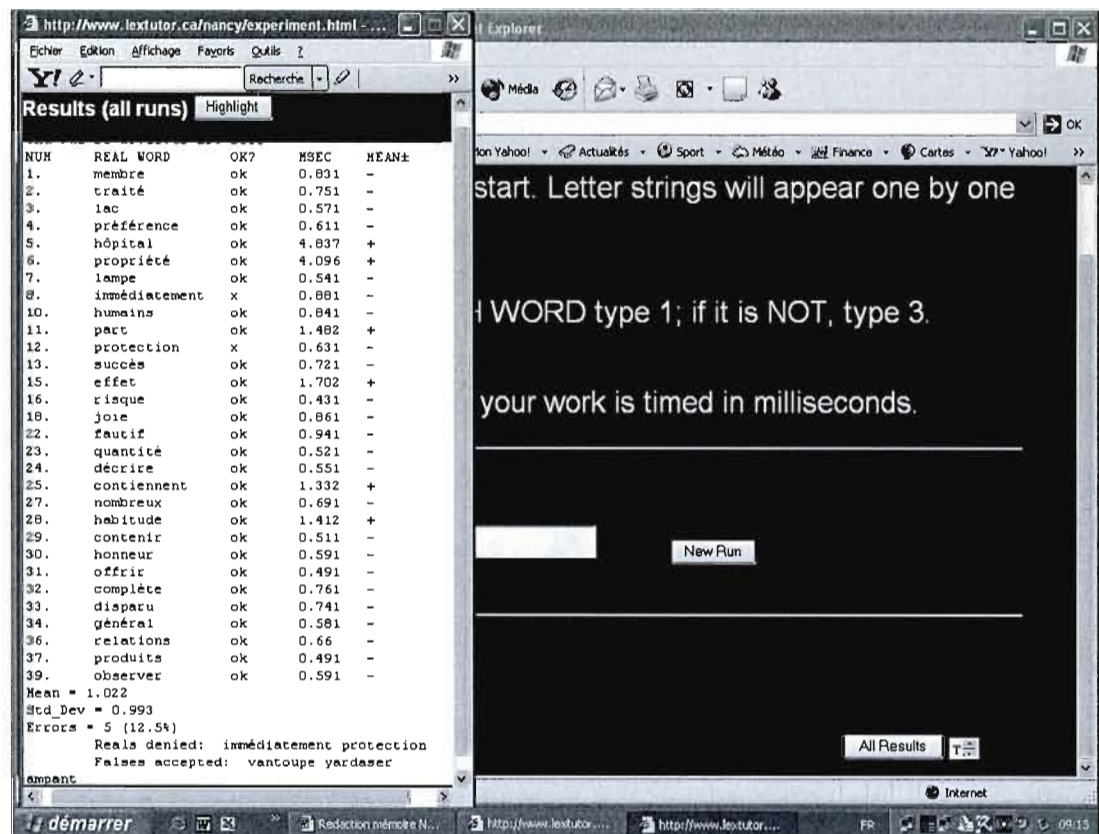 http://www.lextutor.ca/nancy/experiment.html - ...
Fichier Edition Affichage Favoris Outils ?
Y! Recherche »
Results (all runs) Highlight
NUM REAL WORD OK? MSEC MEAN±
1. membre ok 0.831 -
2. traité ok 0.751 -
3. lac ok 0.571 -
4. préférence ok 0.611 -
5. hôpital ok 4.837 +
6. propriété ok 4.096 +
7. lampe ok 0.541 -
8. immédiatement x 0.881 -
10. humains ok 0.841 -
11. part ok 1.482 +
12. protection x 0.631 -
13. succès ok 0.721 -
15. effet ok 1.702 +
16. risque ok 0.431 -
18. joie ok 0.861 -
22. fautif ok 0.941 -
23. quantité ok 0.521 -
24. décrire ok 0.551 -
25. contiennent ok 1.332 +
27. nombreux ok 0.691 -
28. habitude ok 1.412 +
29. contenir ok 0.511 -
30. honneur ok 0.591 -
31. offrir ok 0.491 -
32. complète ok 0.761 -
33. disparu ok 0.741 -
34. général ok 0.581 -
36. relations ok 0.66 -
37. produits ok 0.491 -
39. observer ok 0.591 -
Mean = 1.022
Std_Dev = 0.993
Errors = 5 (12.5%)
Reals denied: immédiatement protection
Falses accepted: vantoupe yardaser
ampant
t Explorer
Média
OK
Yahoo! Actualités Sport Météo Finance Cartes Yahoo! »
start. Letter strings will appear one by one
WORD type 1; if it is NOT, type 3.
your work is timed in milliseconds.
New Run
All Results
Internet
démarrer » Redaction mémoire N... http://www.lextutor.... http://www.lextutor.... FR 09:15